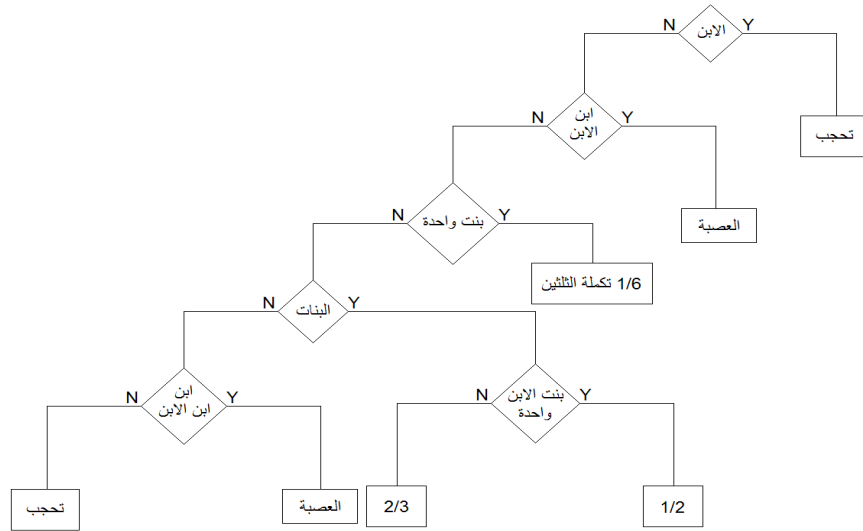 الابن
N
Y
ابن
الابن
N
Y
تحجب
بنت واحدة
N
Y
العصبة
البنات
N
Y
1/6 تكملة الثلثين
ابن
ابن الابن
N
Y
بنت الابن
واحدة
N
Y
تحجب
العصبة
2/3
1/2